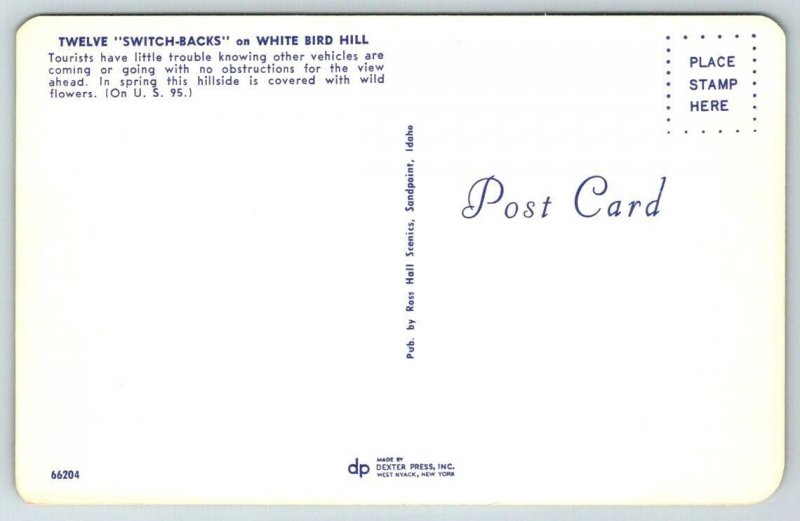 TWELVE "SWITCH-BACKS" on WHITE BIRD HILL
Tourists have little trouble knowing other vehicles are
coming or going with no obstructions for the view
ahead. In spring this hillside is covered with wild
flowers. (On U. S. 95.)
PLACE
STAMP
HERE
Pub. by Ross Hall Scenics, Sandpoint, Idaho
Post Card
66204
dp
MADE BY
DEXTER PRESS, INC.
WEST NYACK, NEW YORK